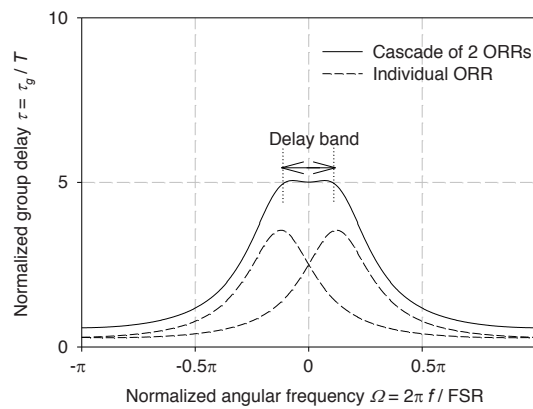 10
Cascade of 2 ORRs
Individual ORR
Delay band
5
0
-π
-0.5π
0
0.5π
Normalized group delay τ = τg / T
Normalized angular frequency Ω = 2π f / FSR